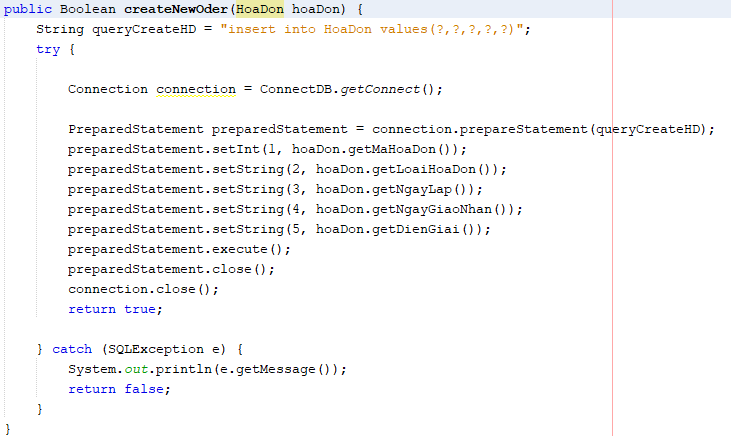 public Boolean createNewOder(HoaDon hoaDon) {
    String queryCreateHD = "insert into HoaDon values(?,?,?,?,?)";
    try {
        Connection connection = ConnectDB.getConnect();
        PreparedStatement preparedStatement = connection.prepareStatement(queryCreateHD);
        preparedStatement.setInt(1, hoaDon.getMaHoaDon());
        preparedStatement.setString(2, hoaDon.getLoaiHoaDon());
        preparedStatement.setString(3, hoaDon.getNgayLap());
        preparedStatement.setString(4, hoaDon.getNgayGiaoNhan());
        preparedStatement.setString(5, hoaDon.getDienGiai());
        preparedStatement.execute();
        preparedStatement.close();
        connection.close();
        return true;
    } catch (SQLException e) {
        System.out.println(e.getMessage());
        return false;
    }
}